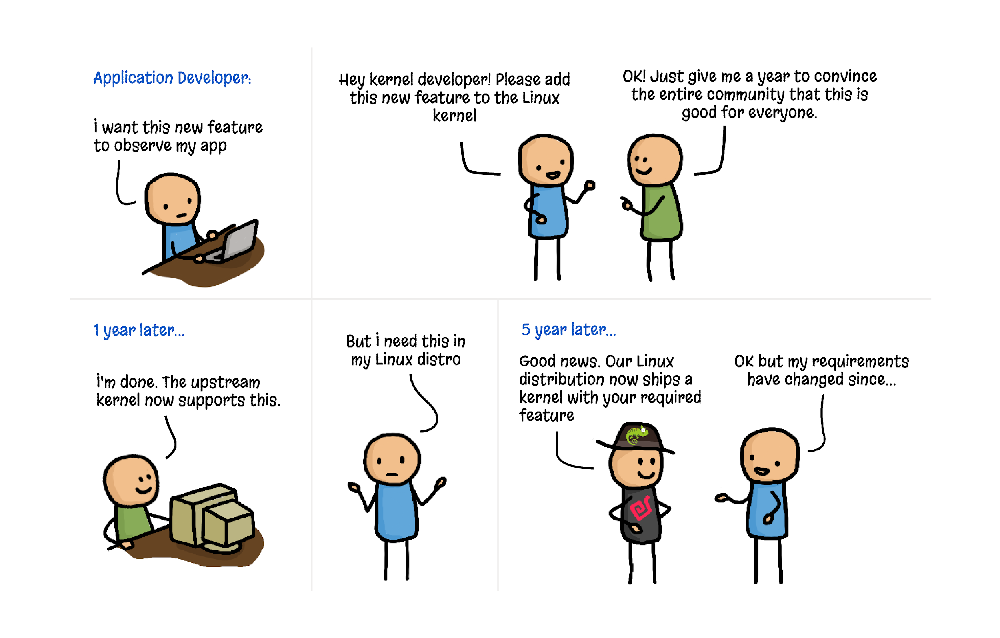 Application Developer:
i want this new feature
to observe my app
Hey kernel developer! Please add
this new feature to the Linux
kernel
OK! Just give me a year to convince
the entire community that this is
good for everyone.
1 year later...
i'm done. The upstream
kernel now supports this.
But i need this in
my Linux distro
5 year later...
Good news. Our Linux
distribution now ships a
kernel with your required
feature
OK but my requirements
have changed since...